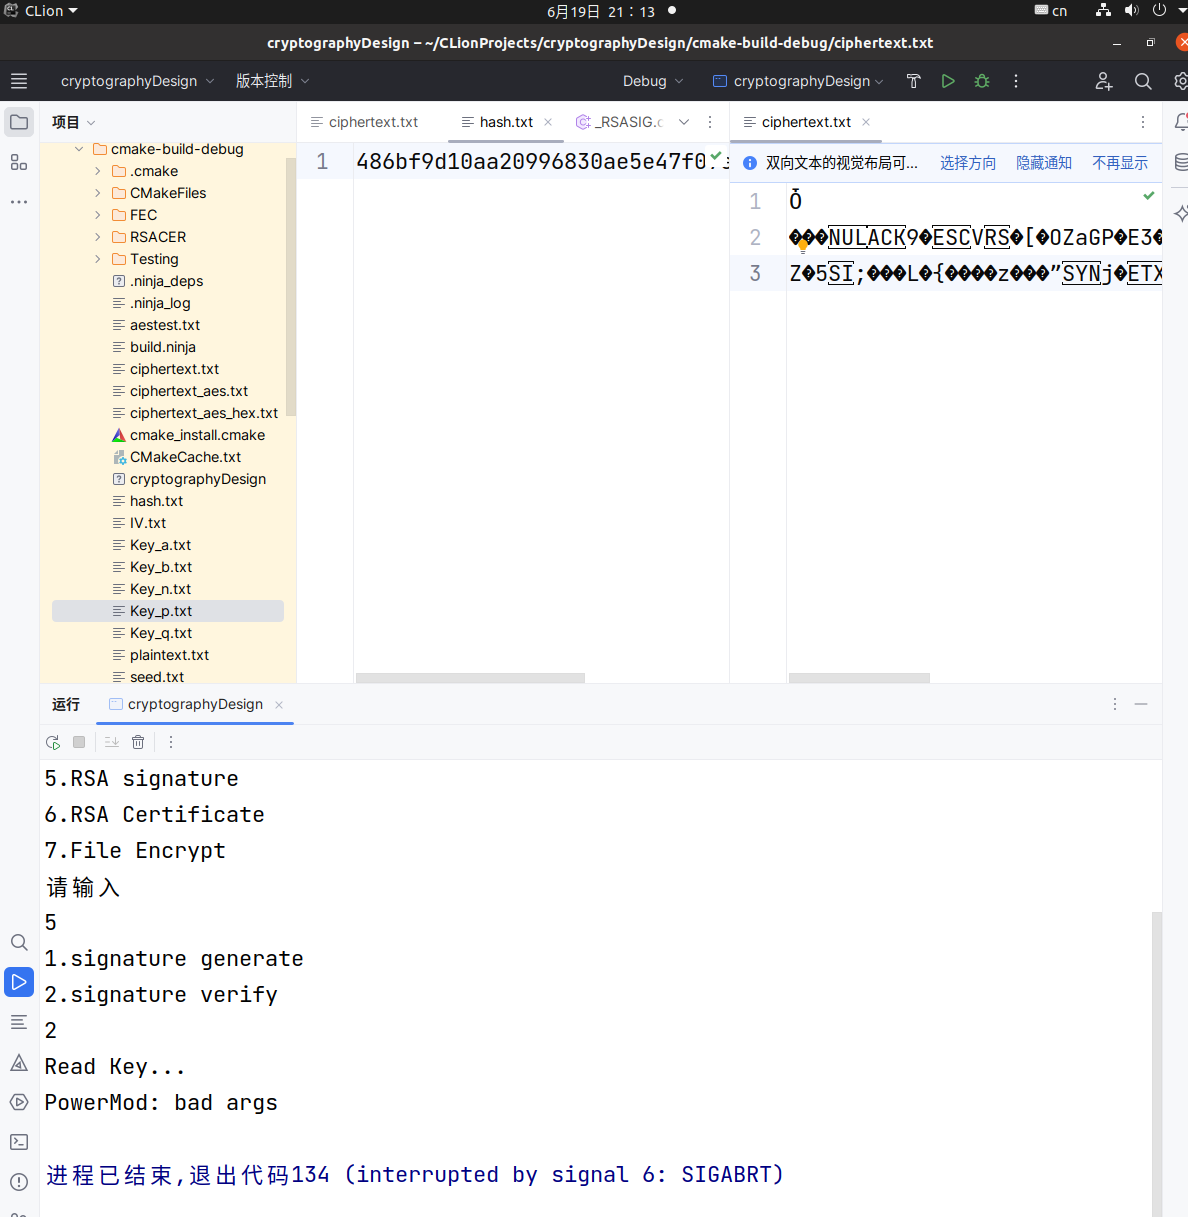 CLion
6月19日 21：13
cn
cryptographyDesign – ~/CLionProjects/cryptographyDesign/cmake-build-debug/ciphertext.txt
cryptographyDesign
版本控制
Debug
cryptographyDesign
项目
cmake-build-debug
.cmake
CMakeFiles
FEC
RSACER
Testing
.ninja_deps
.ninja_log
aestest.txt
build.ninja
ciphertext.txt
ciphertext_aes.txt
ciphertext_aes_hex.txt
cmake_install.cmake
CMakeCache.txt
cryptographyDesign
hash.txt
IV.txt
Key_a.txt
Key_b.txt
Key_n.txt
Key_p.txt
Key_q.txt
plaintext.txt
seed.txt
ciphertext.txt
hash.txt
_RSASIG.c
1 486bf9d10aa20996830ae5e47f0
ciphertext.txt
双向文本的视觉布局可... 选择方向 隐藏通知 不再显示
1
2 ���NULACK9�ESCVRS�[�OZaGP�E3�
3 Z�5SI;���L�{����z���”SYNj�ETX
运行
cryptographyDesign
5.RSA signature
6.RSA Certificate
7.File Encrypt
请输入
5
1.signature generate
2.signature verify
2
Read Key...
PowerMod: bad args
进程已结束,退出代码134 (interrupted by signal 6: SIGABRT)